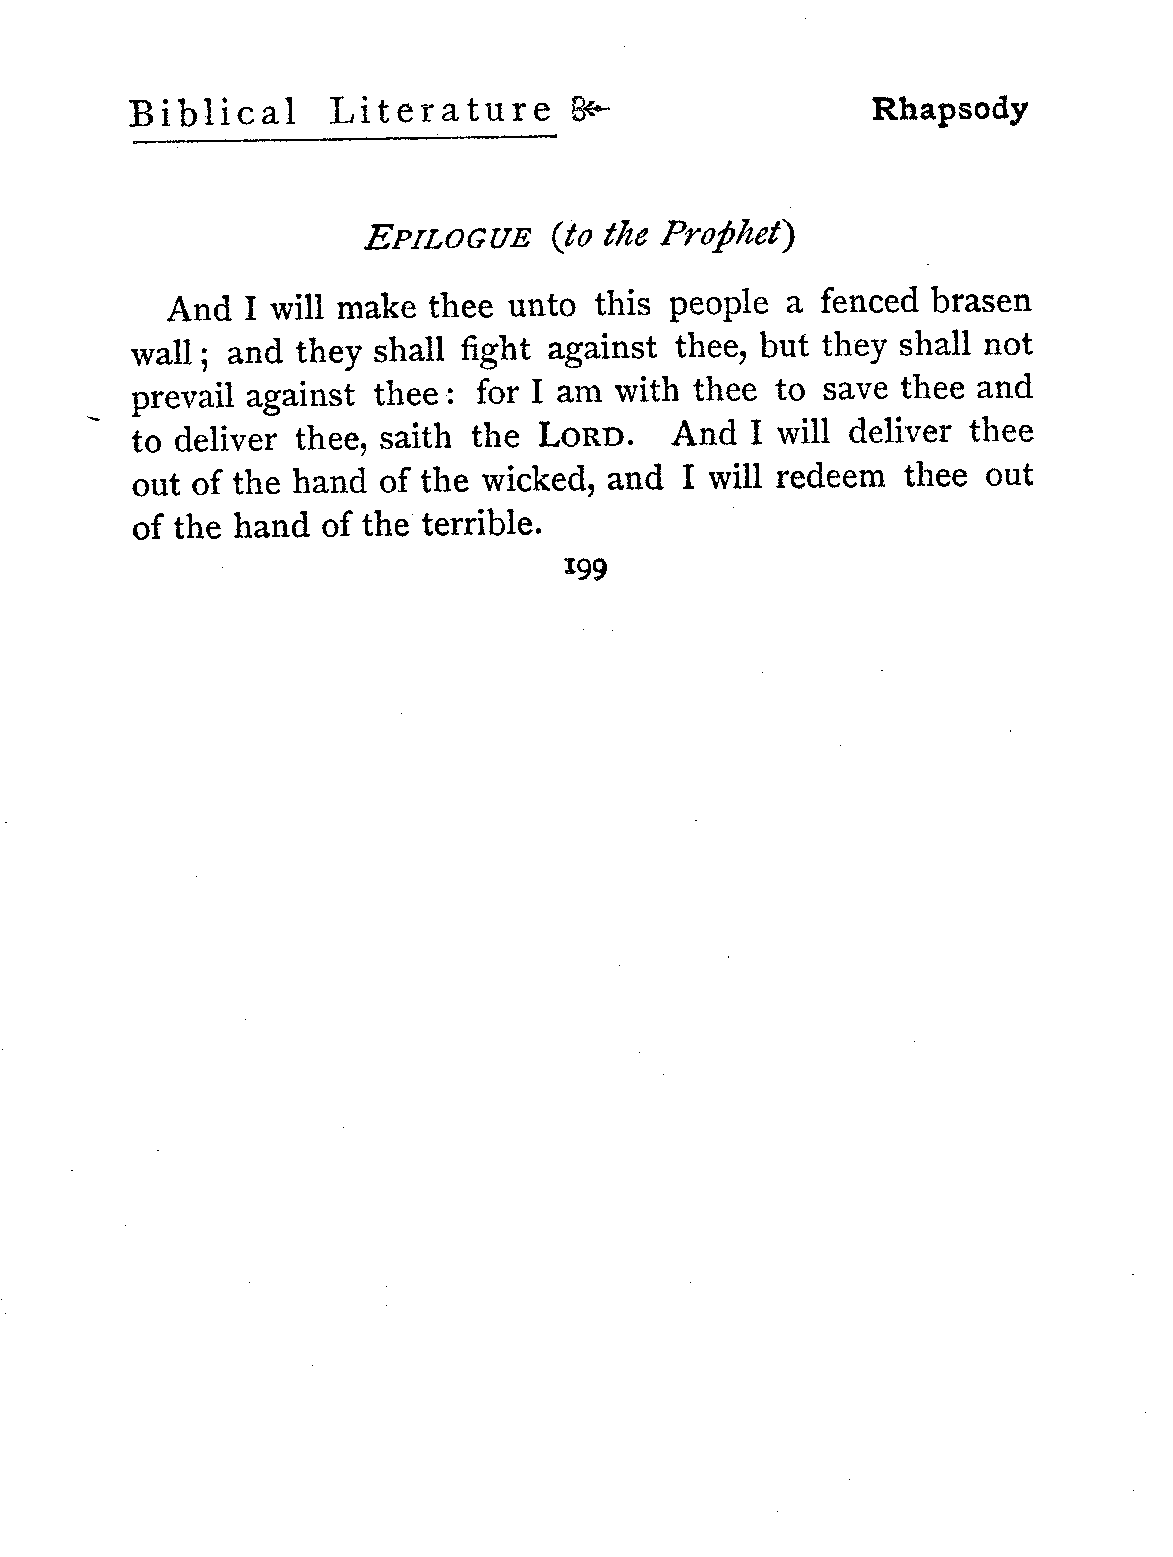 Biblical Literature Rhapsody
EPILOGUE (to the Prophet)
And I will make thee unto this people a fenced brasen
wall; and they shall fight against thee, but they shall not
prevail against thee: for I am with thee to save thee and
to deliver thee, saith the LORD. And I will deliver thee
out of the hand of the wicked, and I will redeem thee out
of the hand of the terrible.
199